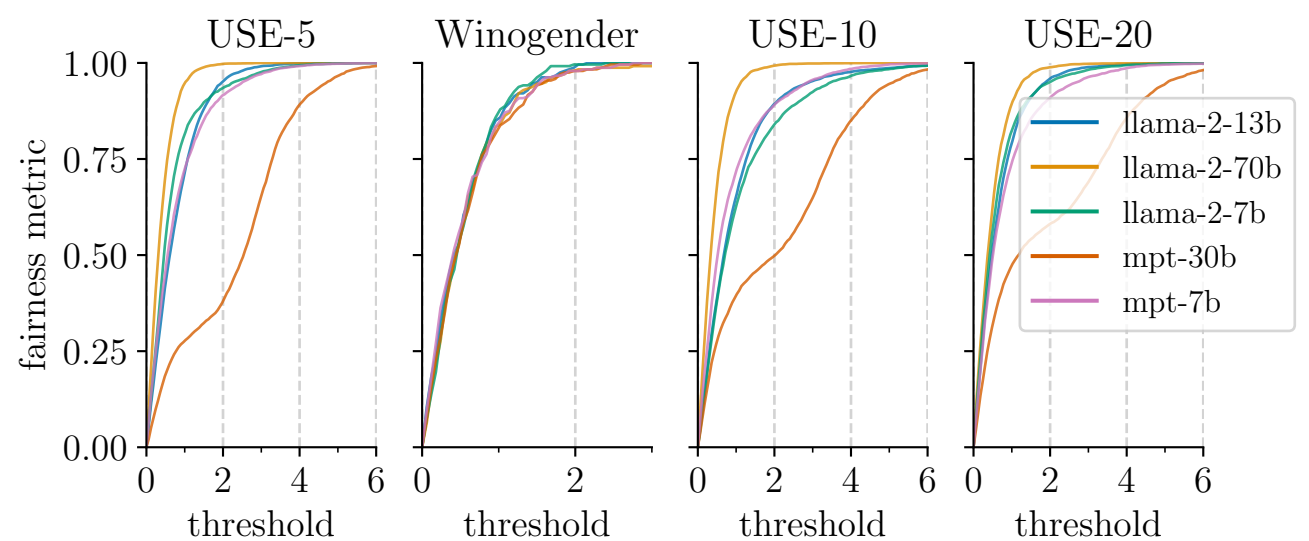 USE-5 Winogender USE-10 USE-20
fairness metric
1.00
0.75
0.50
0.25
0.00
llama-2-13b
llama-2-70b
llama-2-7b
mpt-30b
mpt-7b
0 2 4 6 0 2 0 2 4 6 0 2 4 6
threshold threshold threshold threshold